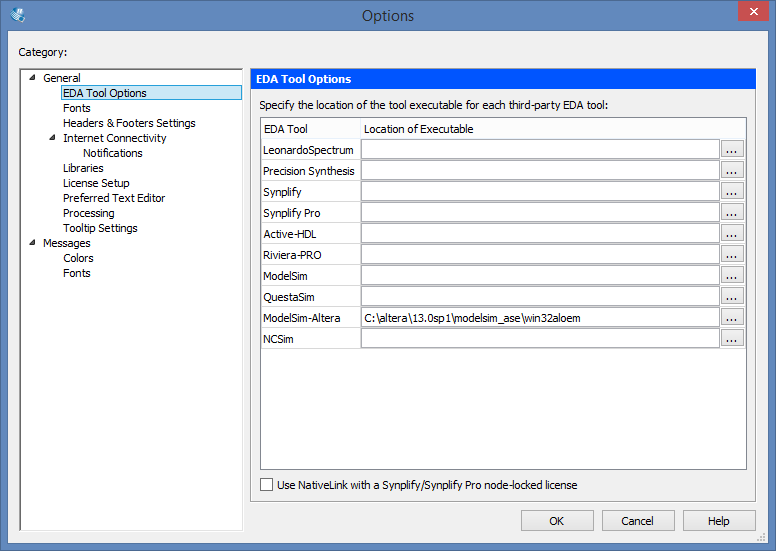 Options
Category:
General
EDA Tool Options
Fonts
Headers & Footers Settings
Internet Connectivity
Notifications
Libraries
License Setup
Preferred Text Editor
Processing
Tooltip Settings
Messages
Colors
Fonts
EDA Tool Options
Specify the location of the tool executable for each third-party EDA tool:
EDA Tool Location of Executable
LeonardoSpectrum ...
Precision Synthesis ...
Synplify ...
Synplify Pro ...
Active-HDL ...
Riviera-PRO ...
ModelSim ...
QuestaSim ...
ModelSim-Altera C:\altera\13.0sp1\modelsim_ase\win32aloem ...
NCSim ...
Use NativeLink with a Synplify/Synplify Pro node-locked license
OK Cancel Help